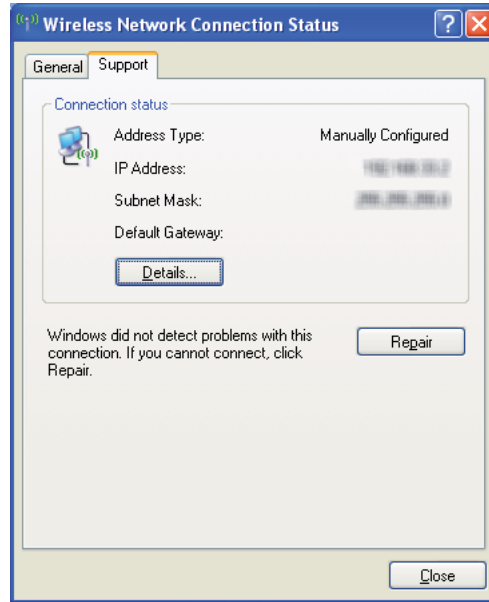 Wireless Network Connection Status
General Support
Connection status
Address Type: Manually Configured
IP Address:
Subnet Mask:
Default Gateway:
Details...
Windows did not detect problems with this
connection. If you cannot connect, click
Repair.
Repair
Close